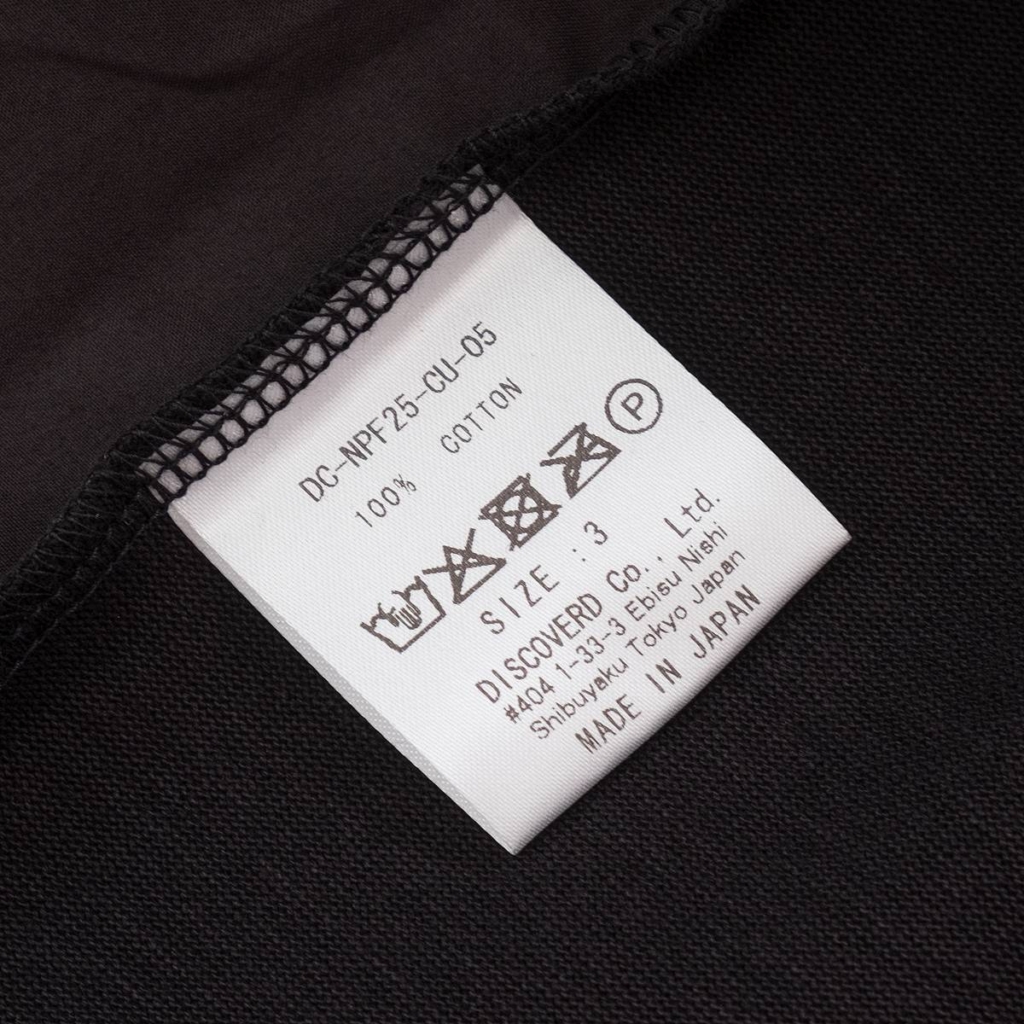 DC-NPF25-CU-05
100% COTTON
P
SIZE : 3
DISCOVERD Co., Ltd.
#404 1-33-3 Ebisu Nishi
Shibuyaku Tokyo Japan
MADE IN JAPAN